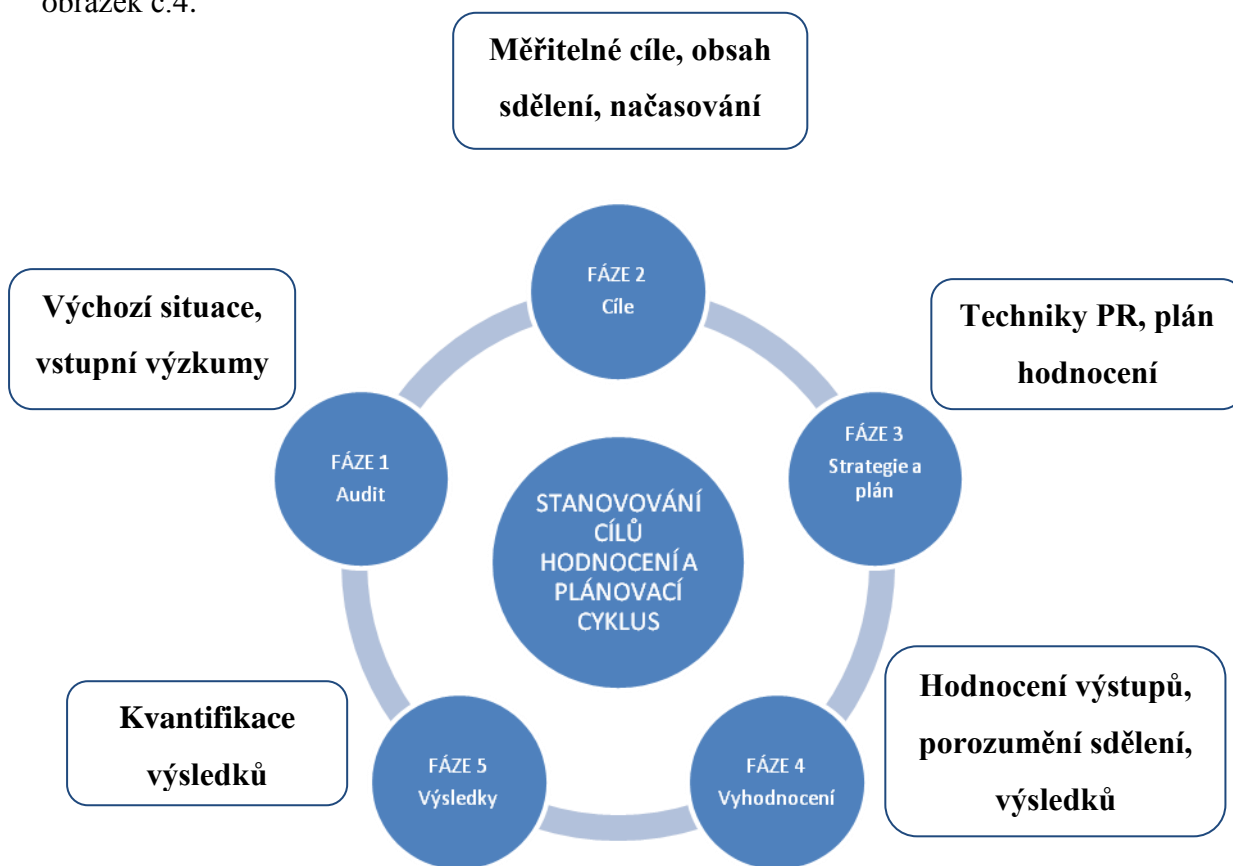 obrázek č.4.
Měřitelné cíle, obsah
sdělení, načasování
FÁZE 2
Cíle
Výchozí situace,
vstupní výzkumy
Techniky PR, plán
hodnocení
FÁZE 1
Audit
FÁZE 3
Strategie a
plán
STANOVOVÁNÍ
CÍLŮ
HODNOCENÍ A
PLÁNOVACÍ
CYKLUS
Kvantifikace
výsledků
Hodnocení výstupů,
porozumění sdělení,
výsledků
FÁZE 5
Výsledky
FÁZE 4
Vyhodnocení